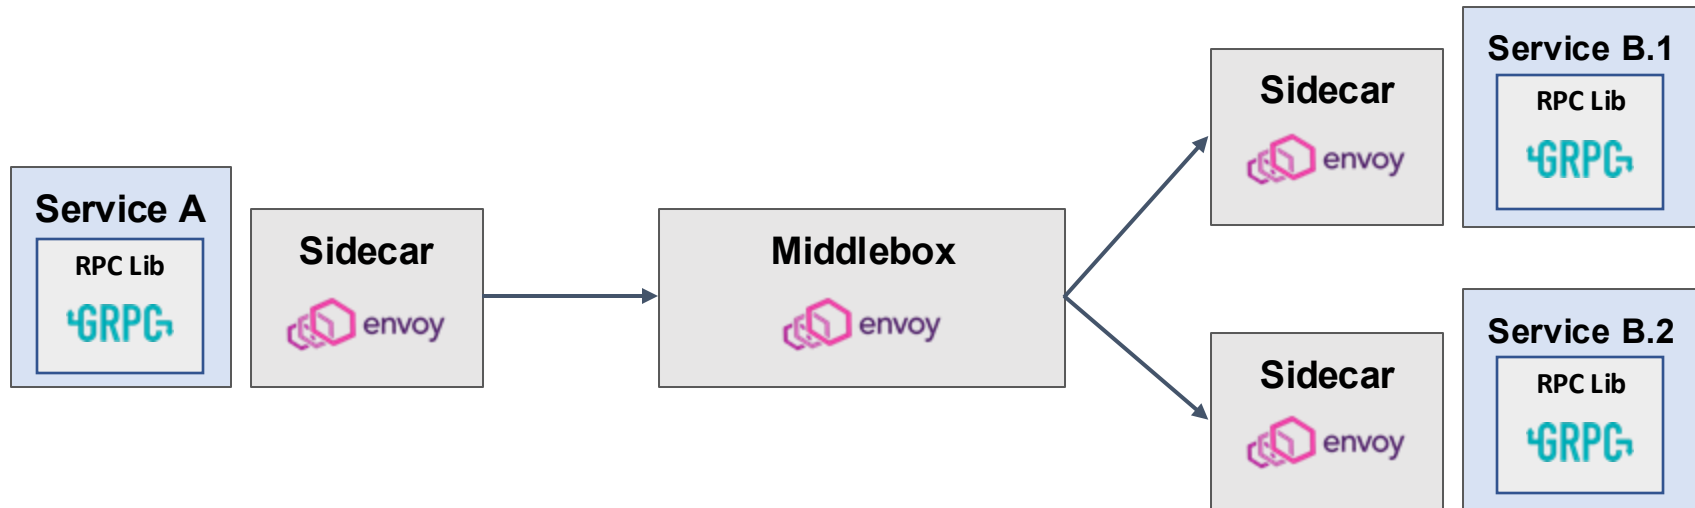 Service A
RPC Lib
GRPC
Sidecar
envoy
Middlebox
envoy
Sidecar
envoy
Service B.1
RPC Lib
GRPC
Sidecar
envoy
Service B.2
RPC Lib
GRPC